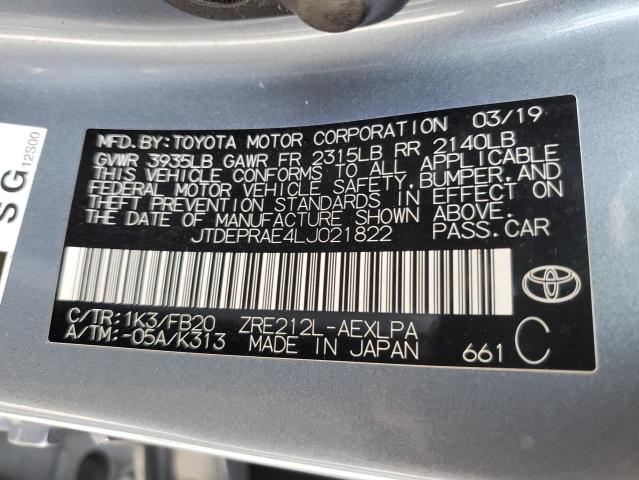 MFD.BY:TOYOTA MOTOR CORPORATION 03/19
GVWR 3935LB GAWR FR 2315LB RR 2140LB
THIS VEHICLE CONFORMS TO ALL APPLICABLE
FEDERAL MOTOR VEHICLE SAFETY,BUMPER,AND
THEFT PREVENTION STANDARDS IN EFFECT ON
THE DATE OF MANUFACTURE SHOWN ABOVE.
JTDEPRAE4LJ021822 PASS.CAR
C/TR:1K3/FB20 ZRE212L-AEXLPA
A/TM:-05A/K313 MADE IN JAPAN 661 C
SG
12S00